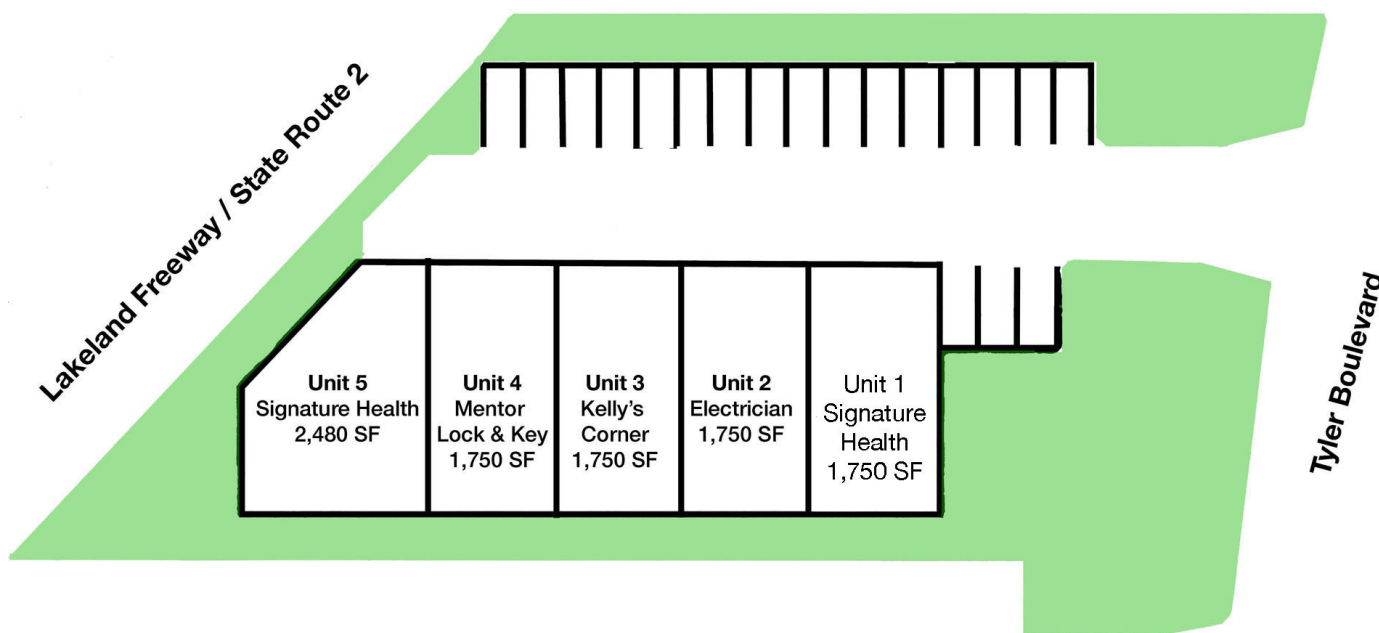 Lakeland Freeway / State Route 2
Unit 5
Signature Health
2,480 SF
Unit 4
Mentor
Lock & Key
1,750 SF
Unit 3
Kelly's
Corner
1,750 SF
Unit 2
Electrician
1,750 SF
Unit 1
Signature
Health
1,750 SF
Tyler Boulevard